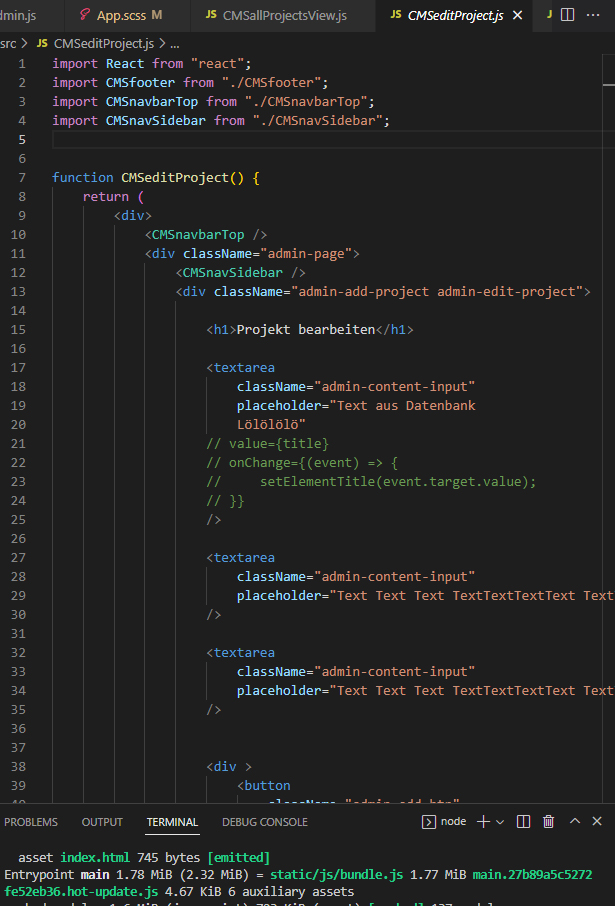 dmin.js App.scss M JS CMSallProjectsView.js JS CMSeditProject.js
src > JS CMSeditProject.js > ...
1 import React from "react";
2 import CMSfooter from "./CMSfooter";
3 import CMSnavbarTop from "./CMSnavbarTop";
4 import CMSnavSidebar from "./CMSnavSidebar";
5
6
7 function CMSeditProject() {
8 return (
9 <div>
10 <CMSnavbarTop />
11 <div className="admin-page">
12 <CMSnavSidebar />
13 <div className="admin-add-project admin-edit-project">
14
15 <h1>Projekt bearbeiten</h1>
16
17 <textarea
18 className="admin-content-input"
19 placeholder="Text aus Datenbank
20 Lölölölö"
21 // value={title}
22 // onChange={(event) => {
23 // setElementTitle(event.target.value);
24 // }}
25 />
26
27 <textarea
28 className="admin-content-input"
29 placeholder="Text Text Text TextTextTextText Text
30 />
31
32 <textarea
33 className="admin-content-input"
34 placeholder="Text Text Text TextTextTextText Text
35 />
36
37
38 <div >
39 <button
PROBLEMS OUTPUT TERMINAL DEBUG CONSOLE node
asset index.html 745 bytes [emitted]
Entrypoint main 1.78 MiB (2.32 MiB) = static/js/bundle.js 1.77 MiB main.27b89a5c5272
fe52eb36.hot-update.js 4.67 KiB 6 auxiliary assets